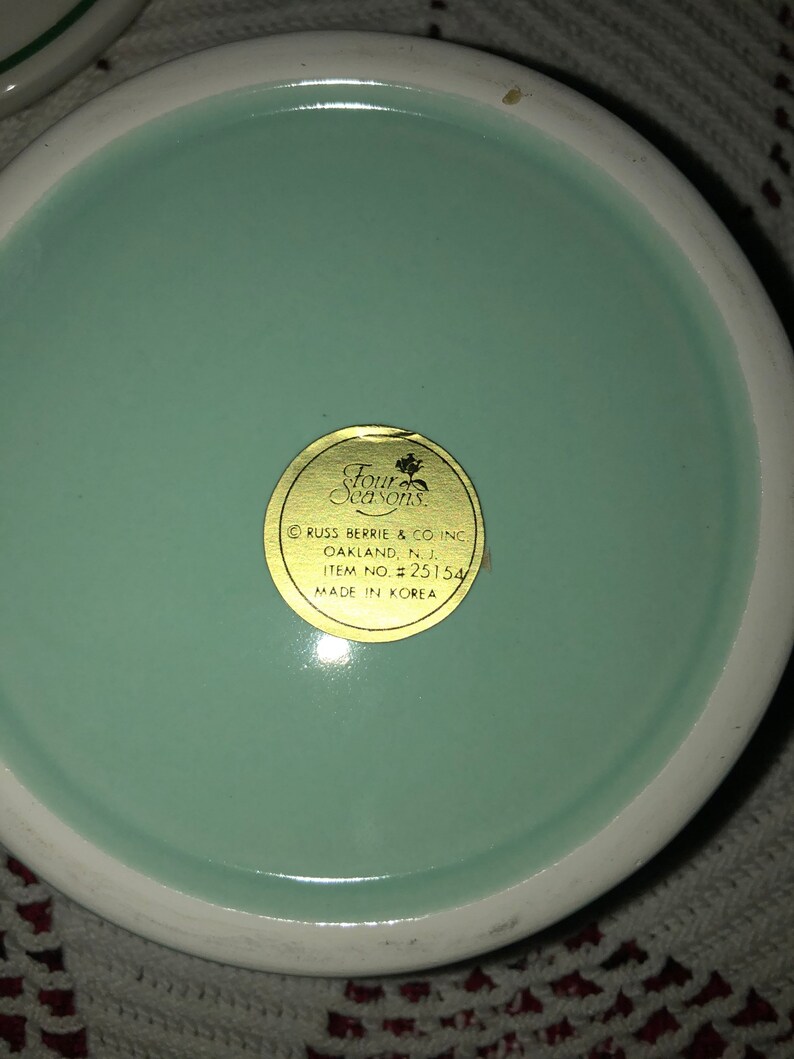 Four
Seasons.
© RUSS BERRIE & CO. INC.
OAKLAND, N. J.
ITEM NO. #25154
MADE IN KOREA